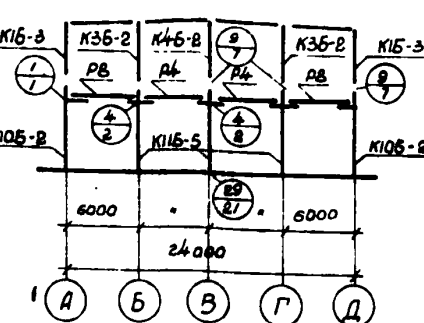 К1Б-3 К3Б-2 К4Б-2 9/7 К3Б-2 К1Б-3
1/1 Р8 Р4 Р4 Р8 9/7
4/2 4/8
К10Б-2 К11Б-5 К10Б-2
29/21
6000 " " 6000
24000
1 А Б В Г Д